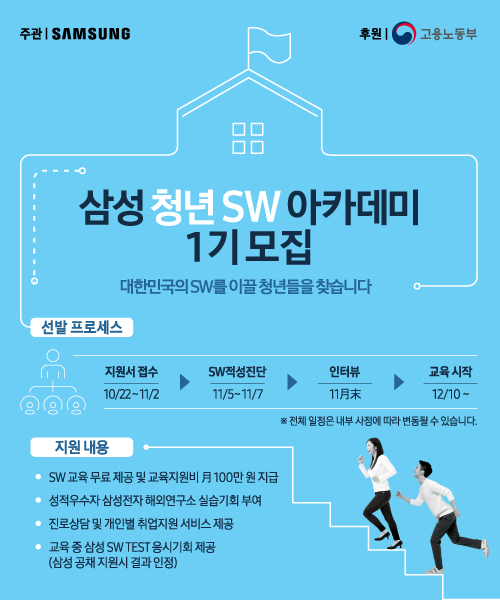 주관 | SAMSUNG
후원 | 고용노동부
삼성 청년 SW 아카데미
1기 모집
대한민국의 SW를 이끌 청년들을 찾습니다
선발 프로세스
지원서 접수
10/22~11/2
SW적성진단
11/5~11/7
인터뷰
11월末
교육 시작
12/10 ~
※ 전체 일정은 내부 사정에 따라 변동될 수 있습니다.
지원 내용
SW 교육 무료 제공 및 교육지원비 月 100만 원 지급
성적우수자 삼성전자 해외연구소 실습기회 부여
진로상담 및 개인별 취업지원 서비스 제공
교육 중 삼성 SW TEST 응시기회 제공
(삼성 공채 지원시 결과 인정)